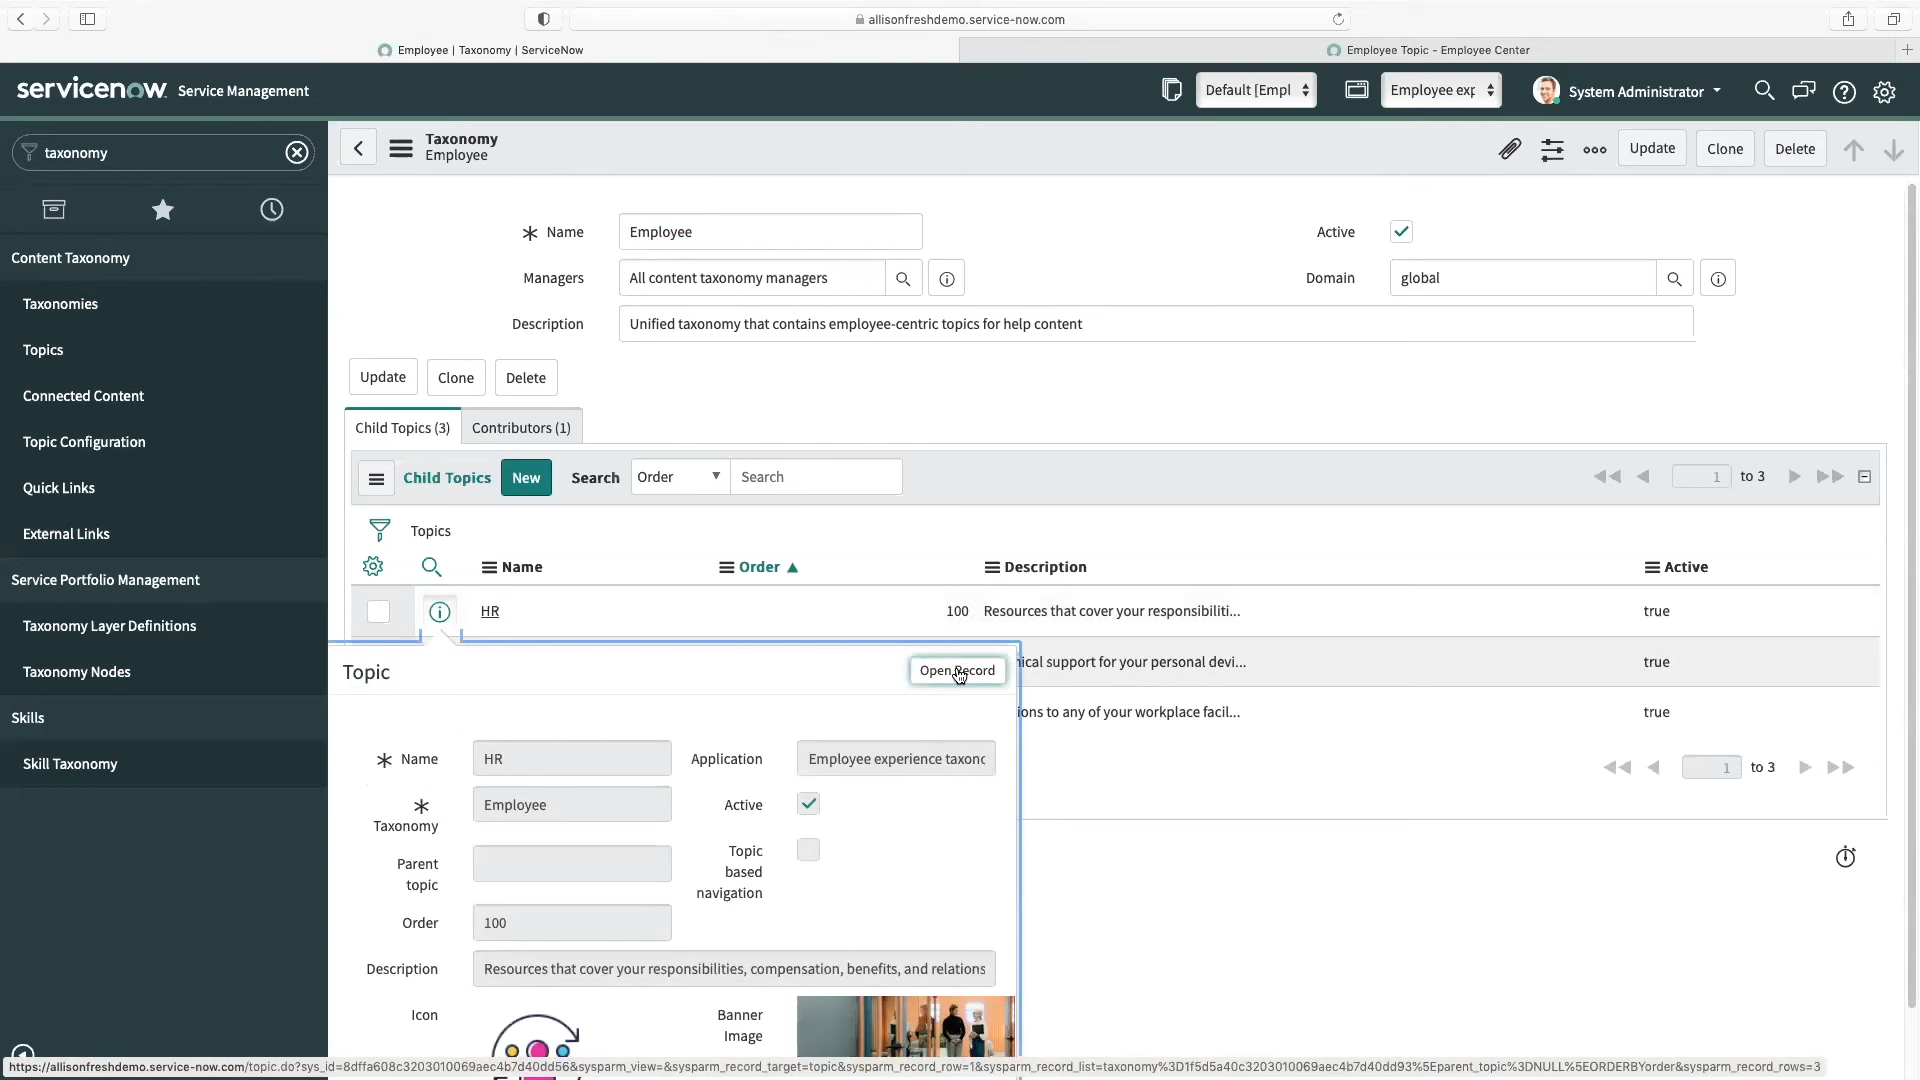 allisonfreshdemo.service-now.com
Employee | Taxonomy | ServiceNow
Employee Topic - Employee Center
servicenow Service Management
Default [Empl
Employee exp
System Administrator
taxonomy
Taxonomy
Employee
Update
Clone
Delete
Content Taxonomy
Taxonomies
Topics
Connected Content
Topic Configuration
Quick Links
External Links
Service Portfolio Management
Taxonomy Layer Definitions
Taxonomy Nodes
Skills
Skill Taxonomy
Name
Employee
Active
Managers
All content taxonomy managers
Domain
global
Description
Unified taxonomy that contains employee-centric topics for help content
Update
Clone
Delete
Child Topics (3)
Contributors (1)
Child Topics
New
Search
Order
Search
1 to 3
Topics
Name
Order
Description
Active
HR
100
Resources that cover your responsibiliti...
true
ical support for your personal devi...
true
ions to any of your workplace facil...
true
1 to 3
Topic
Open Record
Name
HR
Application
Employee experience taxonc
Taxonomy
Employee
Active
Parent topic
Topic based navigation
Order
100
Description
Resources that cover your responsibilities, compensation, benefits, and relations
Icon
Banner Image
https://allisonfreshdemo.service-now.com/topic.do?sys_id=8dffa608c3203010069aec4b7d40dd56&sysparm_view=&sysparm_record_target=topic&sysparm_record_row=1&sysparm_record_list=taxonomy%3D1f5d5a40c3203010069aec4b7d40dd93%5Eparent_topic%3DNULL%5EORDERBYorder&sysparm_record_rows=3